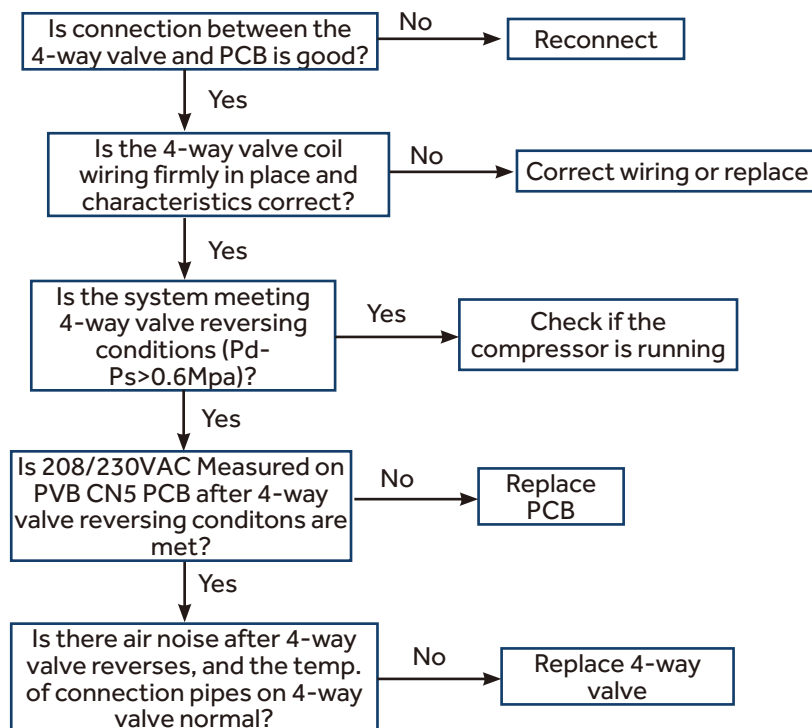 Is connection between the
4-way valve and PCB is good?
No
Reconnect
Yes
Is the 4-way valve coil
wiring firmly in place and
characteristics correct?
No
Correct wiring or replace
Yes
Is the system meeting
4-way valve reversing
conditions (Pd-
Ps>0.6Mpa)?
Yes
Check if the
compressor is running
Yes
Is 208/230VAC Measured on
PVB CN5 PCB after 4-way
valve reversing conditons are
met?
No
Replace
PCB
Yes
Is there air noise after 4-way
valve reverses, and the temp.
of connection pipes on 4-way
valve normal?
No
Replace 4-way
valve